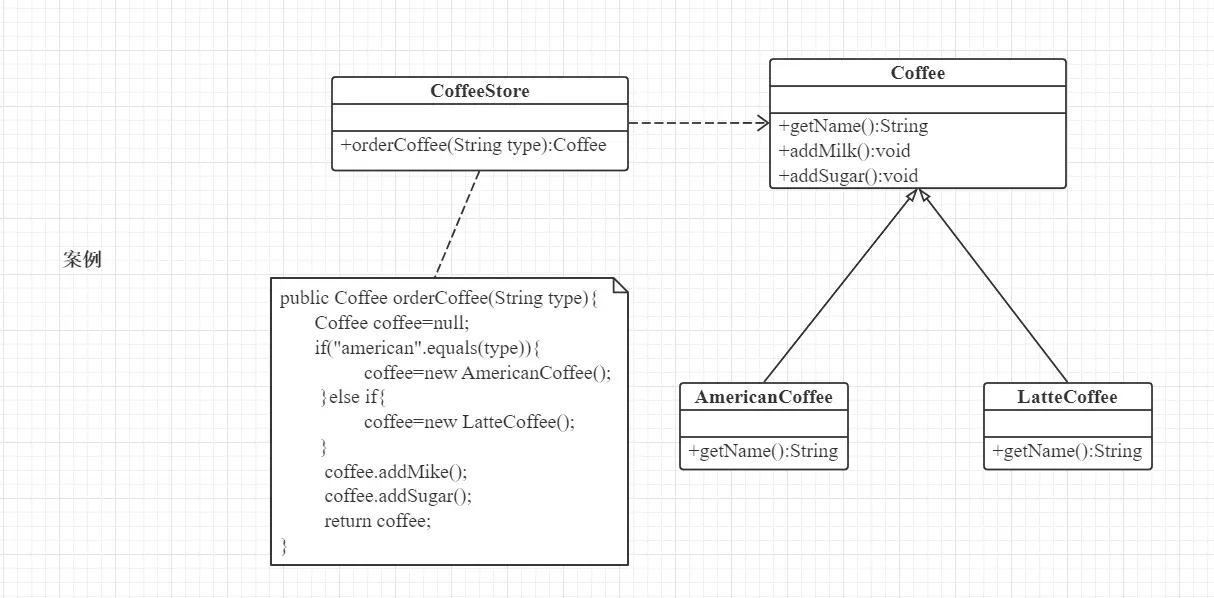 CoffeeStore
+orderCoffee(String type):Coffee
Coffee
+getName():String
+addMilk():void
+addSugar():void
案例
public Coffee orderCoffee(String type){
Coffee coffee=null;
if("american".equals(type)){
coffee=new AmericanCoffee();
}else if{
coffee=new LatteCoffee();
}
coffee.addMike();
coffee.addSugar();
return coffee;
}
AmericanCoffee
+getName():String
LatteCoffee
+getName():String